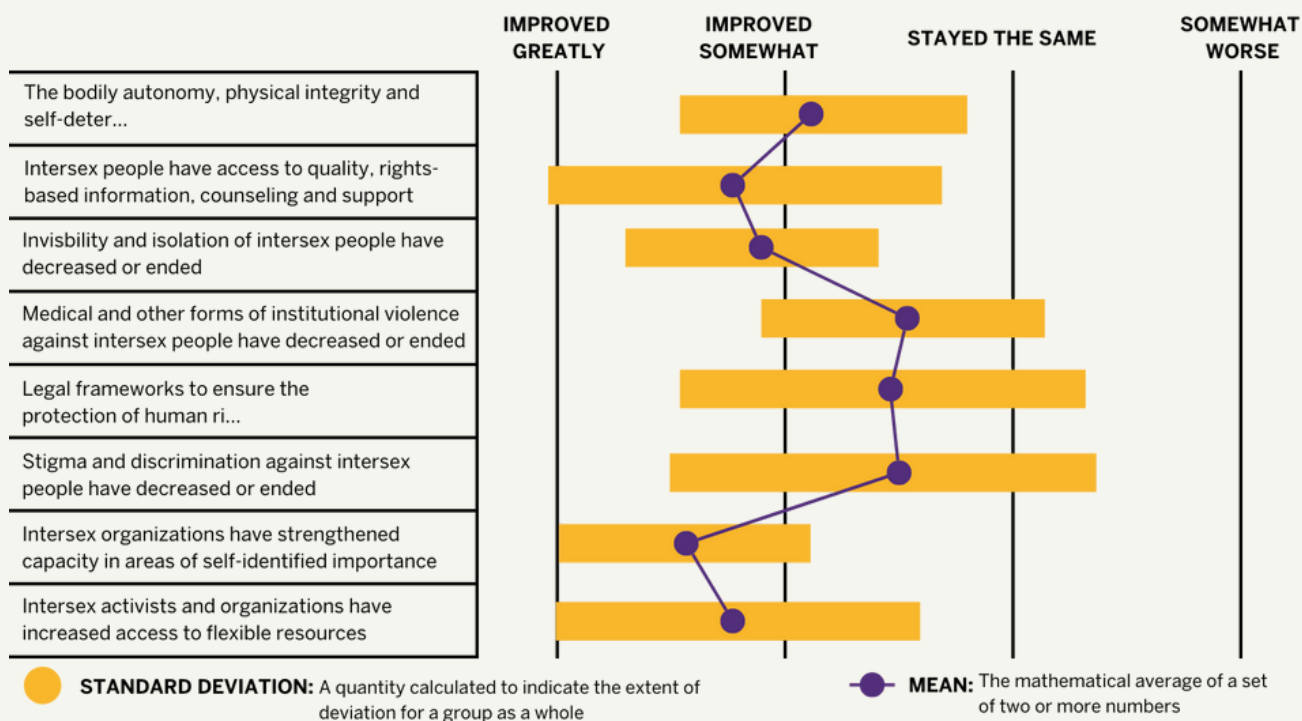 IMPROVED
GREATLY
IMPROVED
SOMEWHAT
STAYED THE SAME
SOMEWHAT
WORSE
The bodily autonomy, physical integrity and
self-deter...
Intersex people have access to quality, rights-
based information, counseling and support
Invisbility and isolation of intersex people have
decreased or ended
Medical and other forms of institutional violence
against intersex people have decreased or ended
Legal frameworks to ensure the
protection of human ri...
Stigma and discrimination against intersex
people have decreased or ended
Intersex organizations have strengthened
capacity in areas of self-identified importance
Intersex activists and organizations have
increased access to flexible resources
STANDARD DEVIATION: A quantity calculated to indicate the extent of
deviation for a group as a whole
MEAN: The mathematical average of a set
of two or more numbers